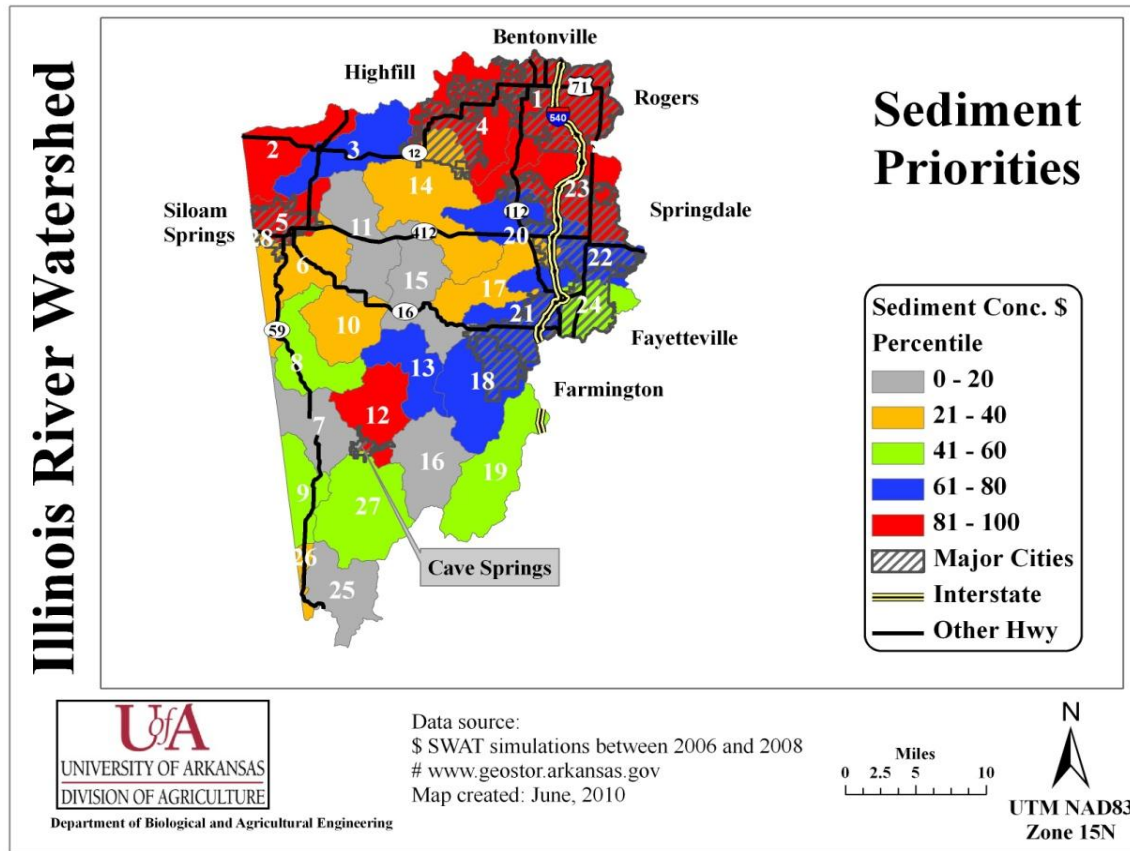 Illinois River Watershed
Sediment
Priorities
Bentonville
Highfill
Rogers
Siloam
Springs
Springdale
Fayetteville
Farmington
Cave Springs
1
71
540
4
2
3
12
14
23
5
11
112
28
412
20
22
6
15
17
24
16
21
10
59
8
13
18
12
7
16
19
9
27
26
25
Sediment Conc. $
Percentile
0 - 20
21 - 40
41 - 60
61 - 80
81 - 100
Major Cities
Interstate
Other Hwy
UofA
UNIVERSITY OF ARKANSAS
DIVISION OF AGRICULTURE
Department of Biological and Agricultural Engineering
Data source:
$ SWAT simulations between 2006 and 2008
# www.geostor.arkansas.gov
Map created: June, 2010
Miles
0 2.5 5 10
N
UTM NAD83
Zone 15N